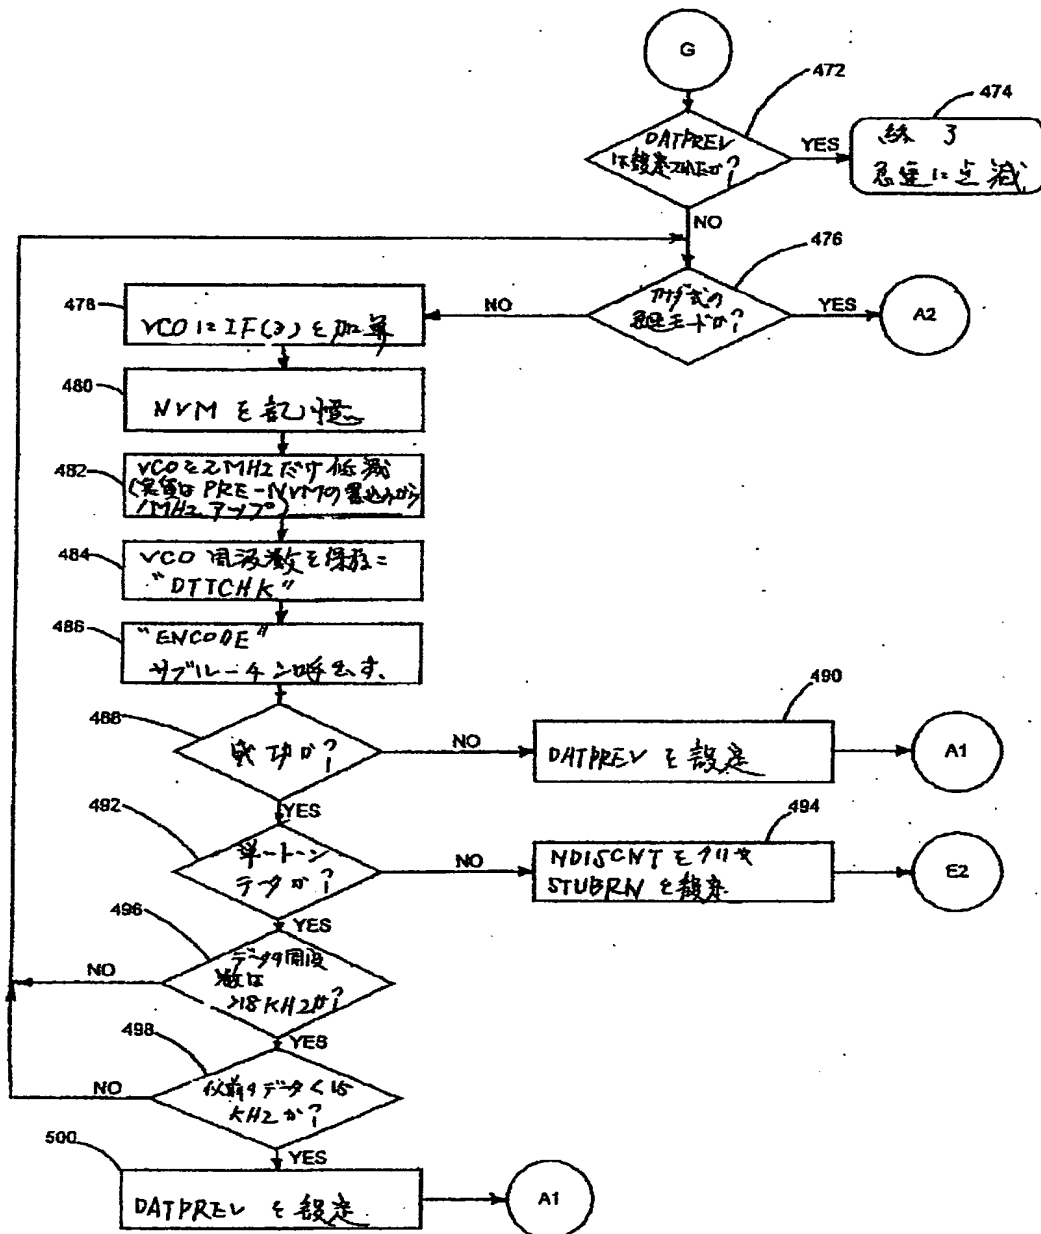 G
472
DATPREV
は設定されたか?
YES
474
終了
急速に点滅
NO
476
カナダ式の
急速モードか?
YES
A2
NO
478
VCOにIF(2)を加算
480
NVMを記憶
482
VCOを2MHzだけ低減
(実質はPRE-NVMの書込みから
1MHzアップ)
484
VCO周波数を保存=
"DTTCHK"
486
"ENCODE"
サブルーチン呼出す.
488
成功か?
NO
490
DATPREVを設定
A1
YES
492
単一トーン
データか?
NO
494
NDISCNTをクリヤ
STUBRNを設定
E2
YES
496
データ周波
数は
>18KHzか?
NO
YES
498
以前のデータ<15
KHzか?
NO
YES
500
DATPREVを設定
A1